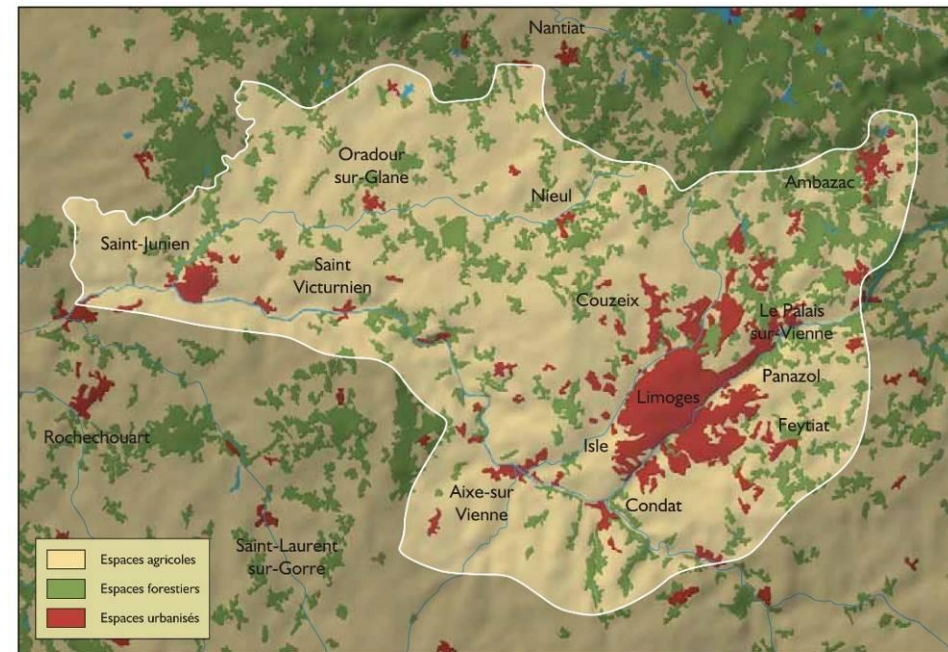 Nantiat
Oradour
sur-Glane
Ambazac
Nieul
Saint-Junien
Saint
Victurnien
Couzeix
Le Palais
sur-Vienne
Panazol
Limoges
Feytiat
Rochechouart
Isle
Aixe-sur
Vienne
Condat
Saint-Laurent
sur-Gorre
Espaces agricoles
Espaces forestiers
Espaces urbanisés